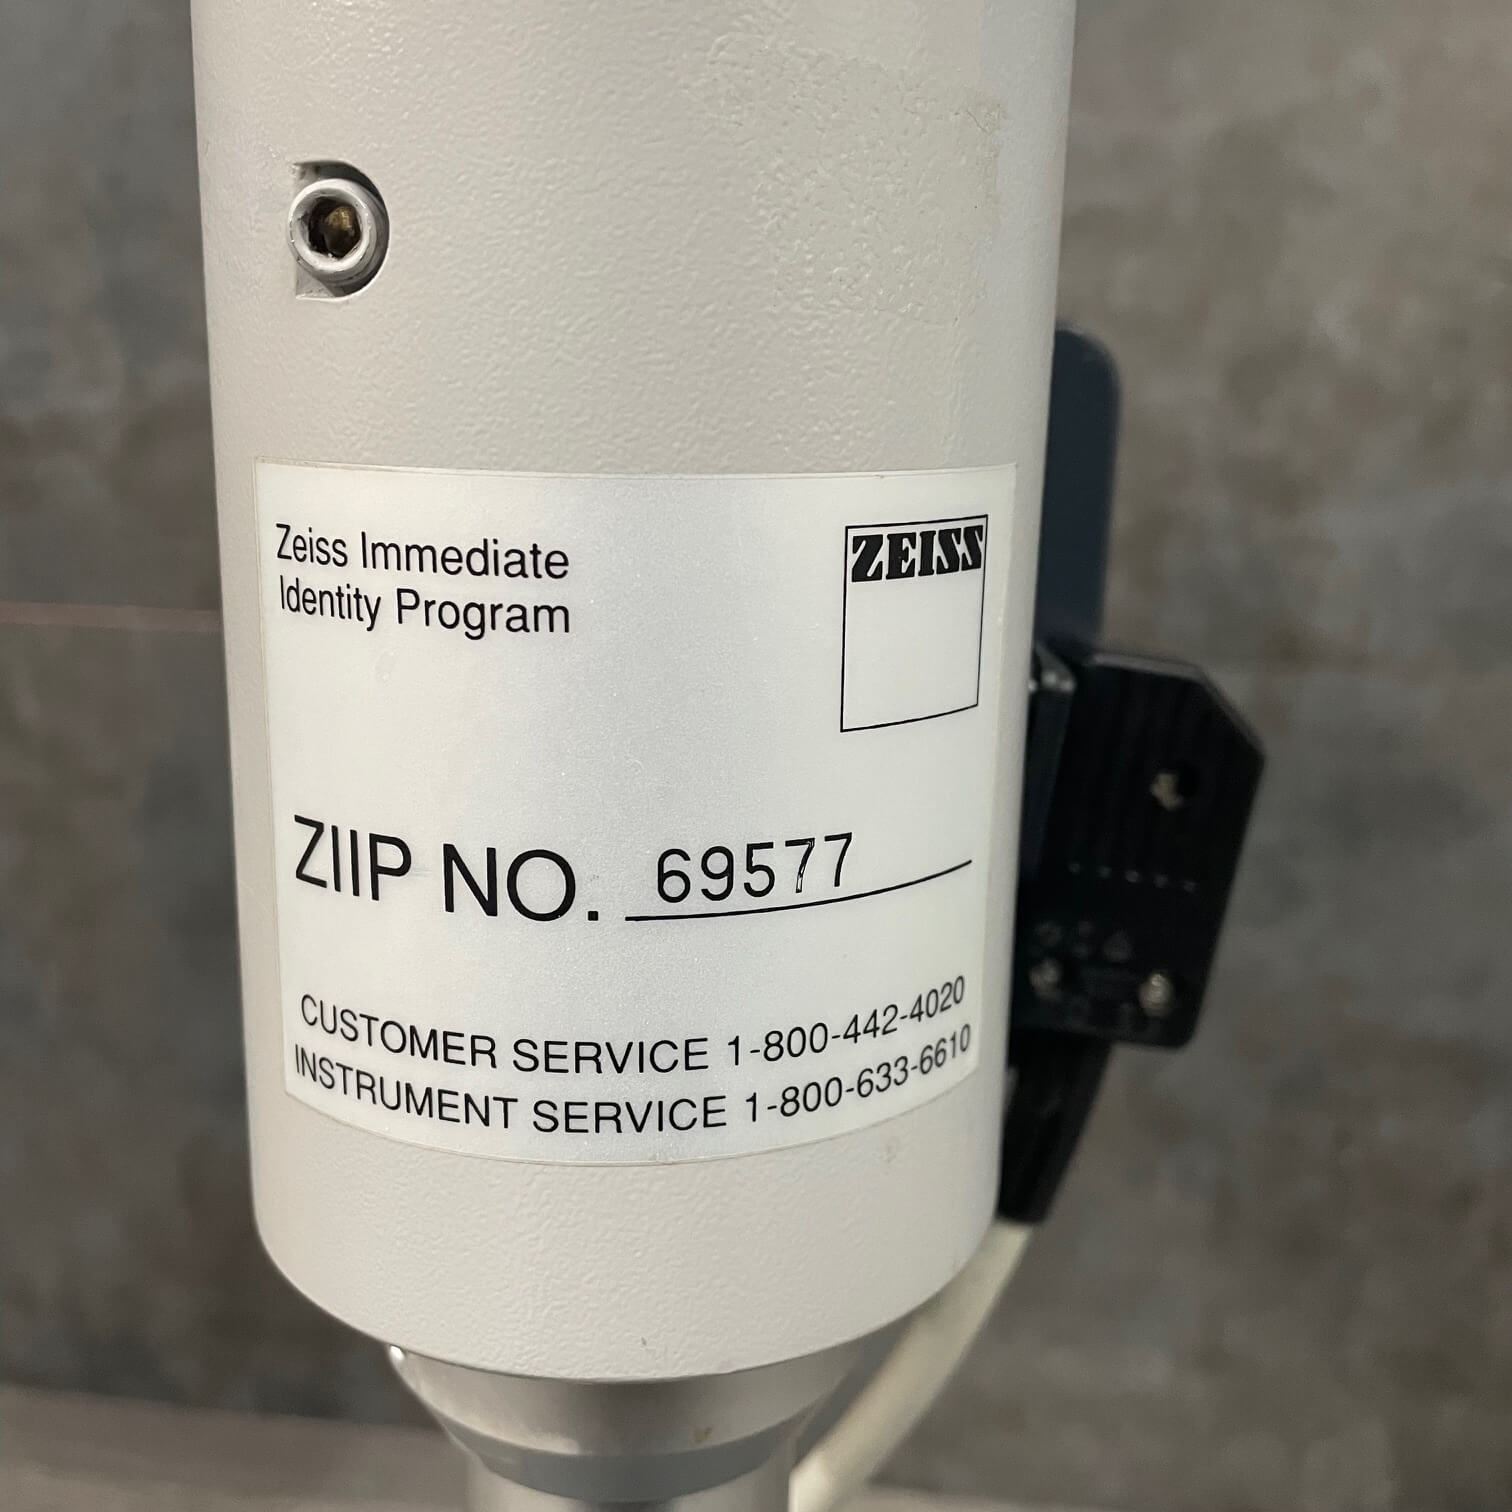 Zeiss Immediate
Identity Program
ZEISS
ZIIP NO. 69577
CUSTOMER SERVICE 1-800-442-4020
INSTRUMENT SERVICE 1-800-633-6610